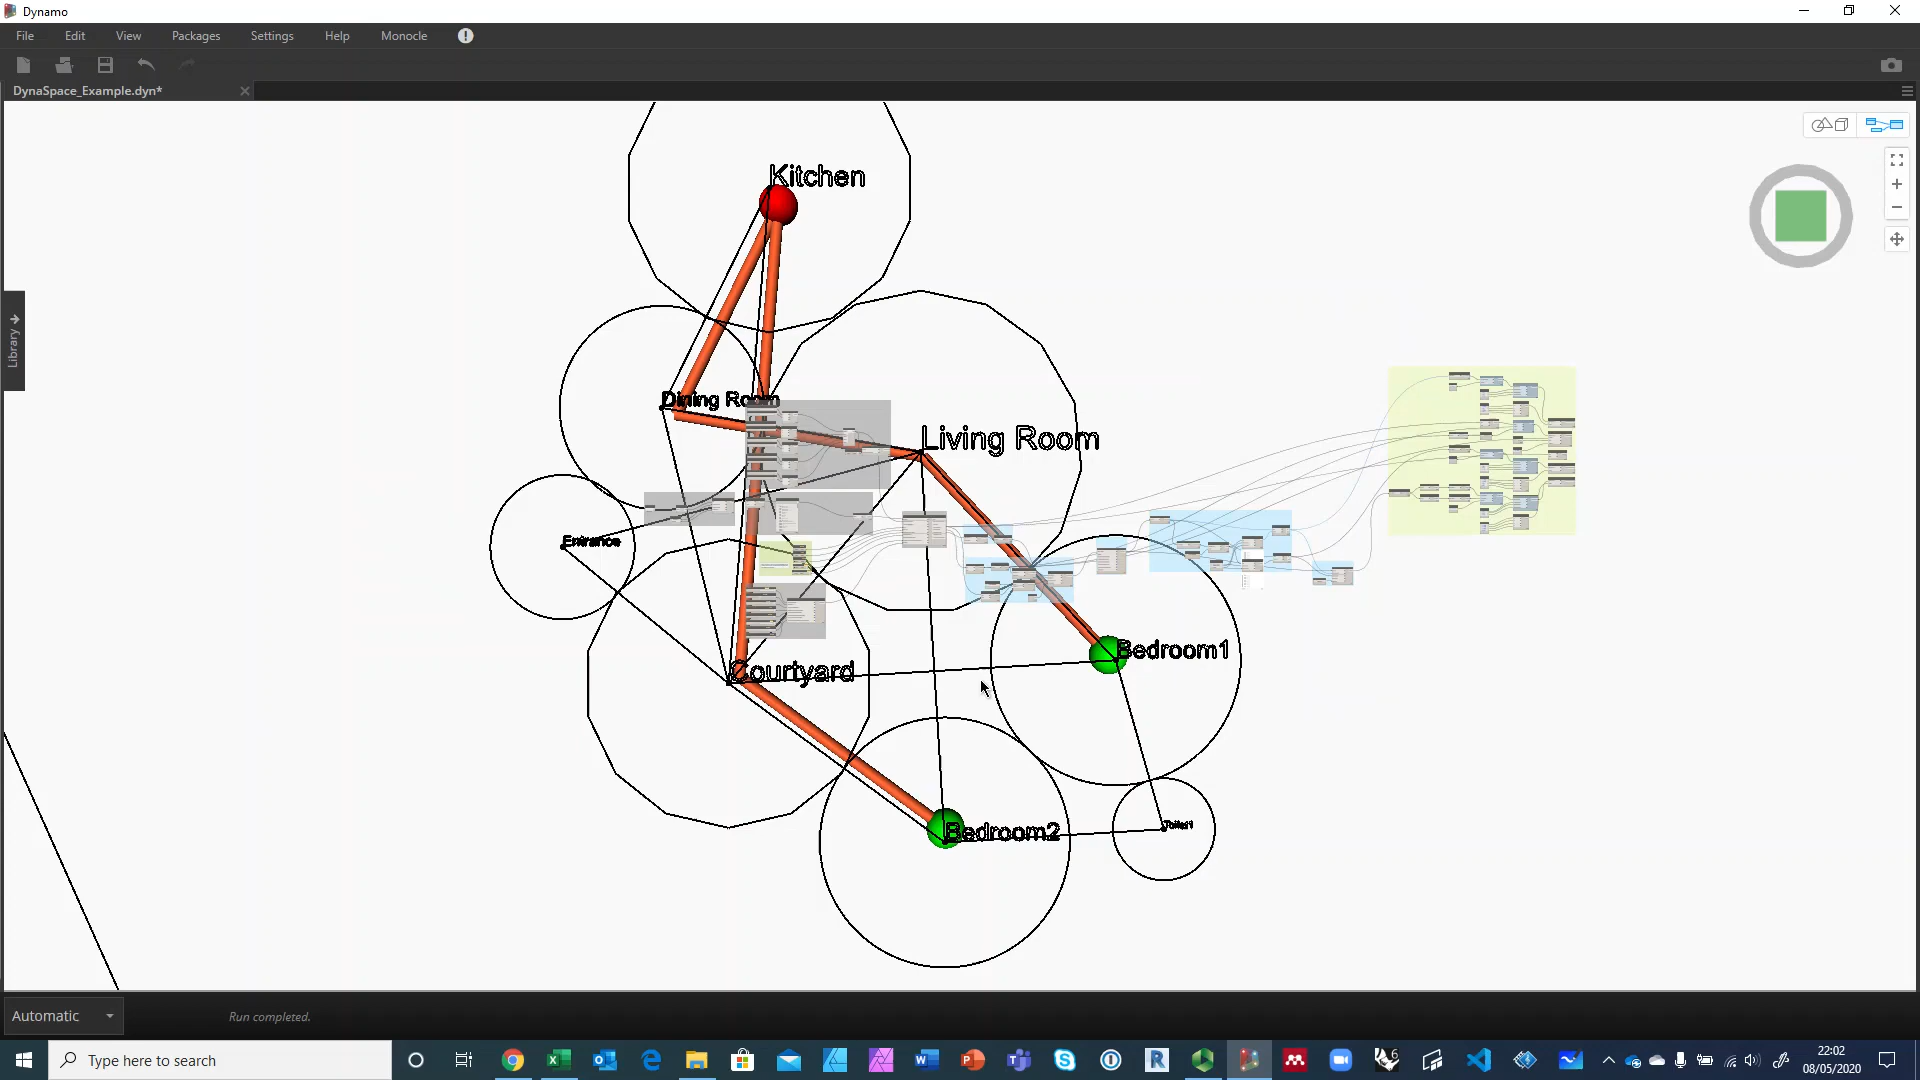 Dynamo
File Edit View Packages Settings Help Monocle
DynaSpace_Example.dyn*
Kitchen
Library
Dining Room
Living Room
Entrance
Bedroom1
Courtyard
Toilet1
Bedroom2
Automatic
Run completed.
Type here to search
22:02
08/05/2020